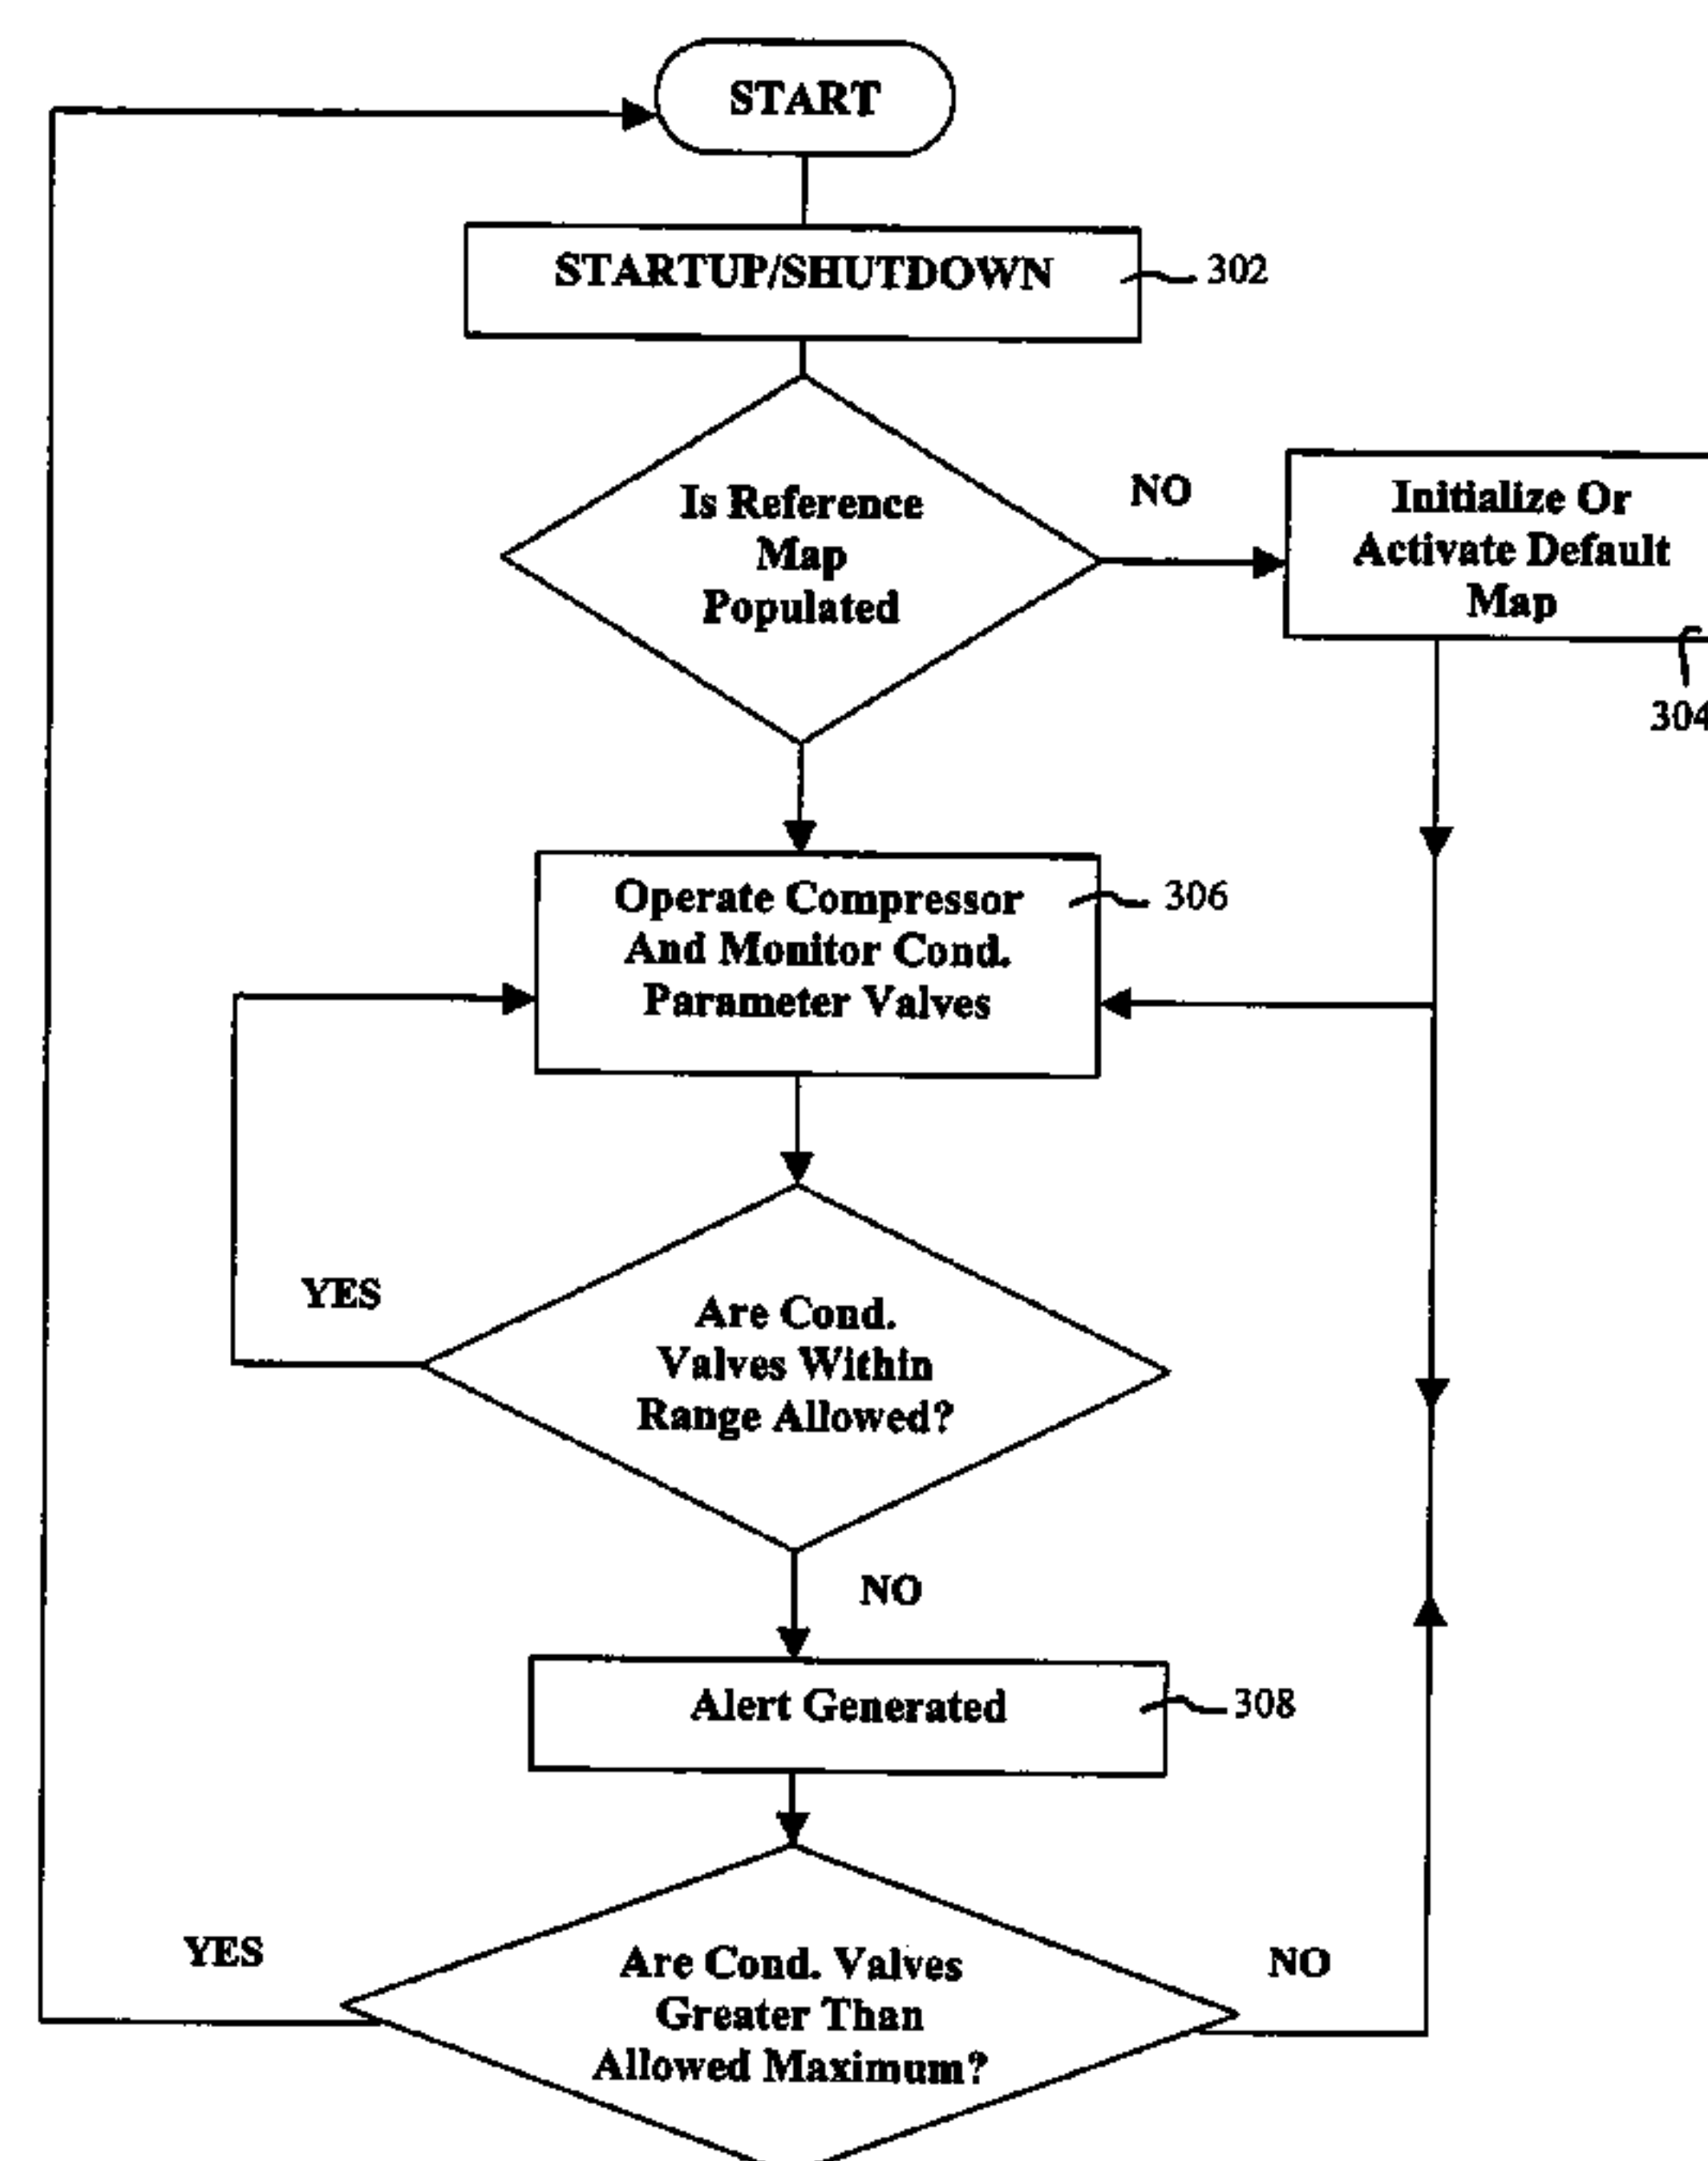 START
STARTUP/SHUTDOWN
302
Is Reference
Map
Populated
NO
Initialize Or
Activate Default
Map
304
Operate Compressor
And Monitor Cond.
Parameter Valves
306
YES
Are Cond.
Valves Within
Range Allowed?
NO
Alert Generated
308
YES
Are Cond. Valves
Greater Than
Allowed Maximum?
NO